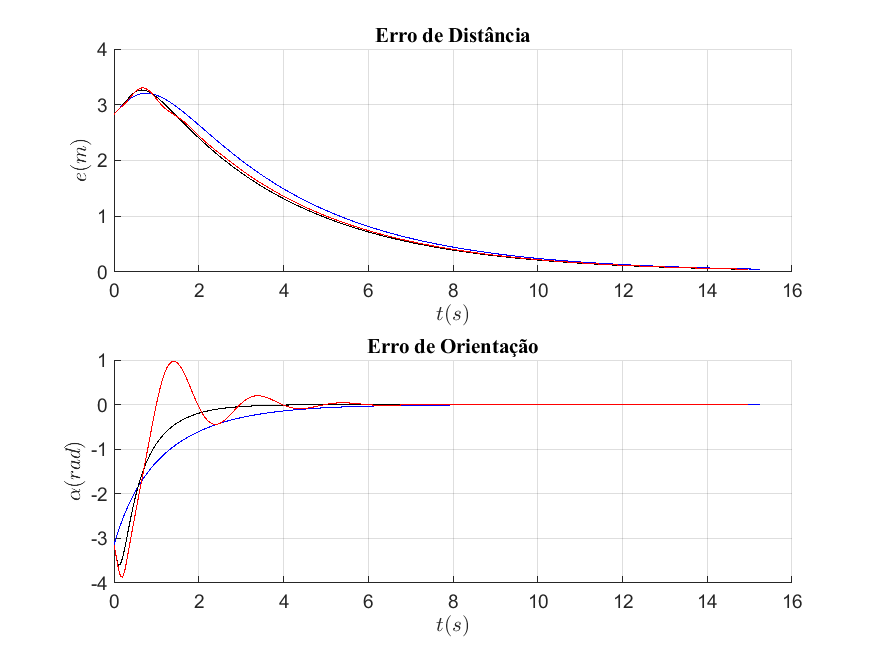 Erro de Distância
4
3
2
1
0
e(m)
0 2 4 6 8 10 12 14 16
t(s)
Erro de Orientação
1
0
-1
-2
-3
-4
α(rad)
0 2 4 6 8 10 12 14 16
t(s)